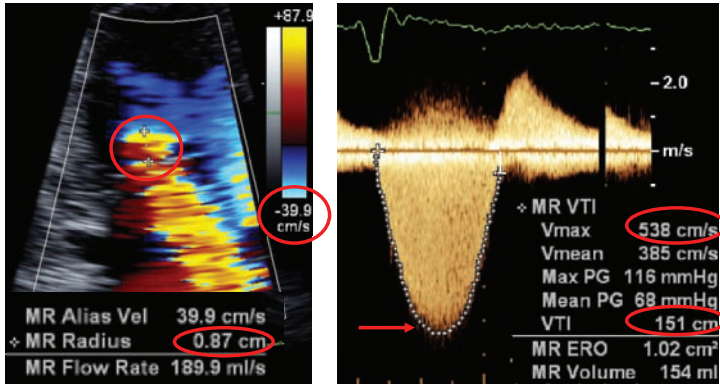 +87.9
-39.9
cm/s
MR Alias Vel 39.9 cm/s
MR Radius 0.87 cm
MR Flow Rate 189.9 ml/s
2.0
m/s
MR VTI
Vmax 538 cm/s
Vmean 385 cm/s
Max PG 116 mmHg
Mean PG 68 mmHg
VTI 151 cm
MR ERO 1.02 cm²
MR Volume 154 ml